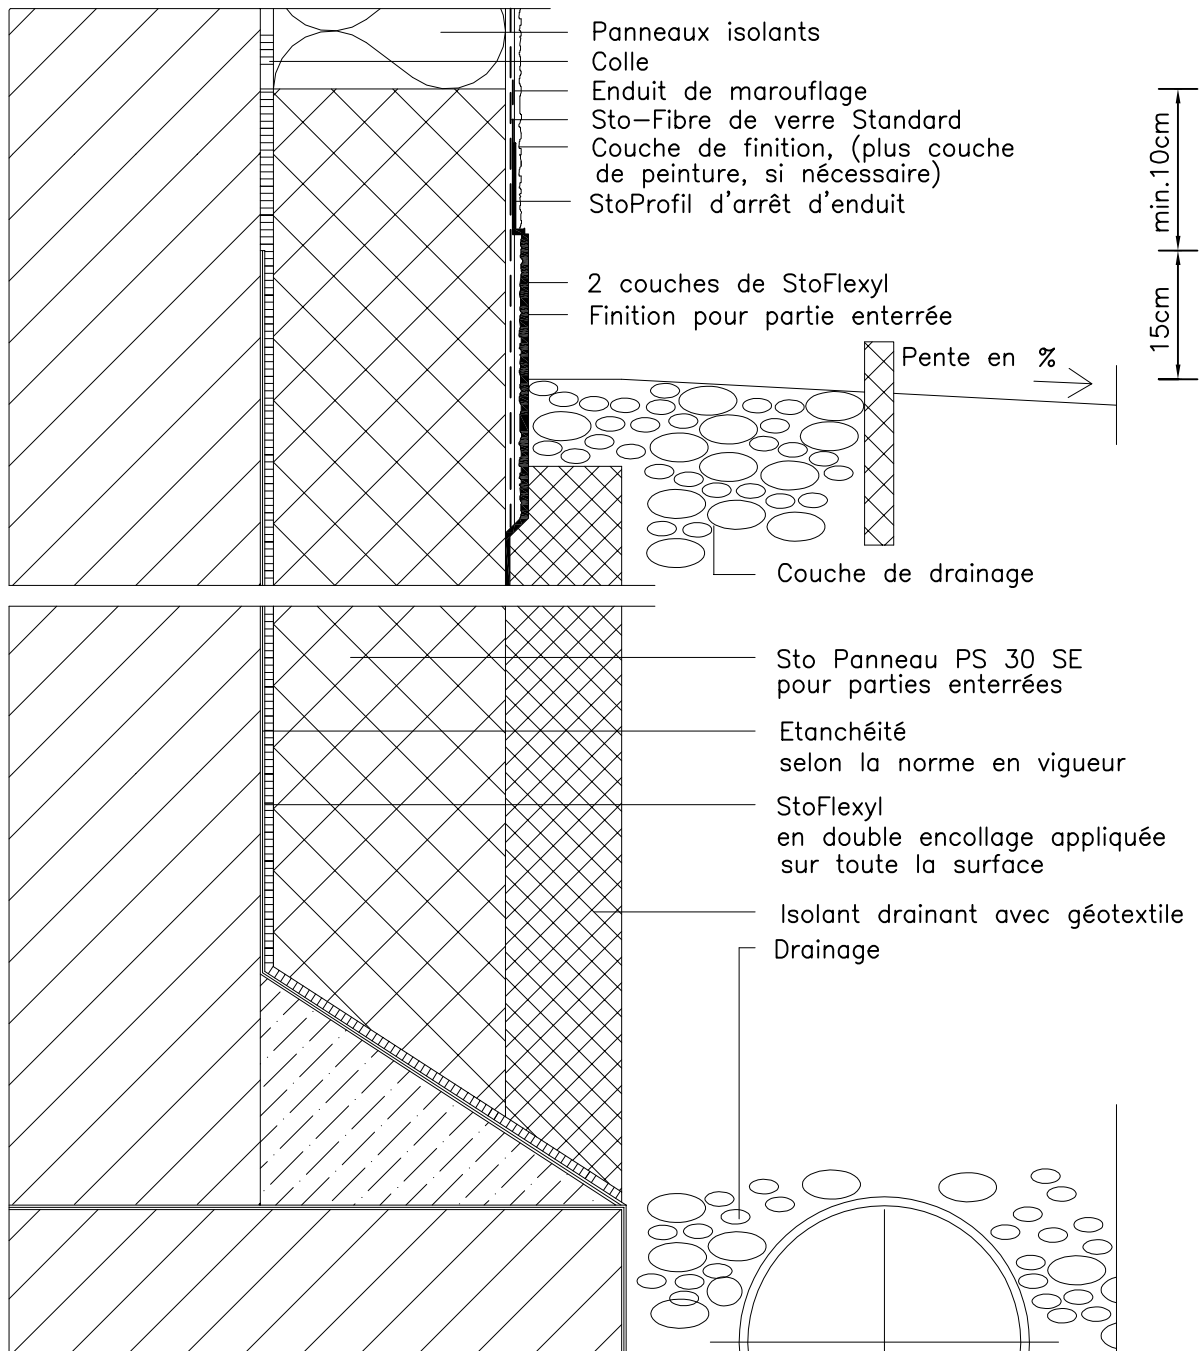 Panneaux isolants
Colle
Enduit de marouflage
Sto-Fibre de verre Standard
Couche de finition, (plus couche
de peinture, si nécessaire)
StoProfil d'arrêt d'enduit
min.10cm
2 couches de StoFlexyl
Finition pour partie enterrée
15cm
Pente en %
Couche de drainage
Sto Panneau PS 30 SE
pour parties enterrées
Etanchéité
selon la norme en vigueur
StoFlexyl
en double encollage appliquée
sur toute la surface
Isolant drainant avec géotextile
Drainage